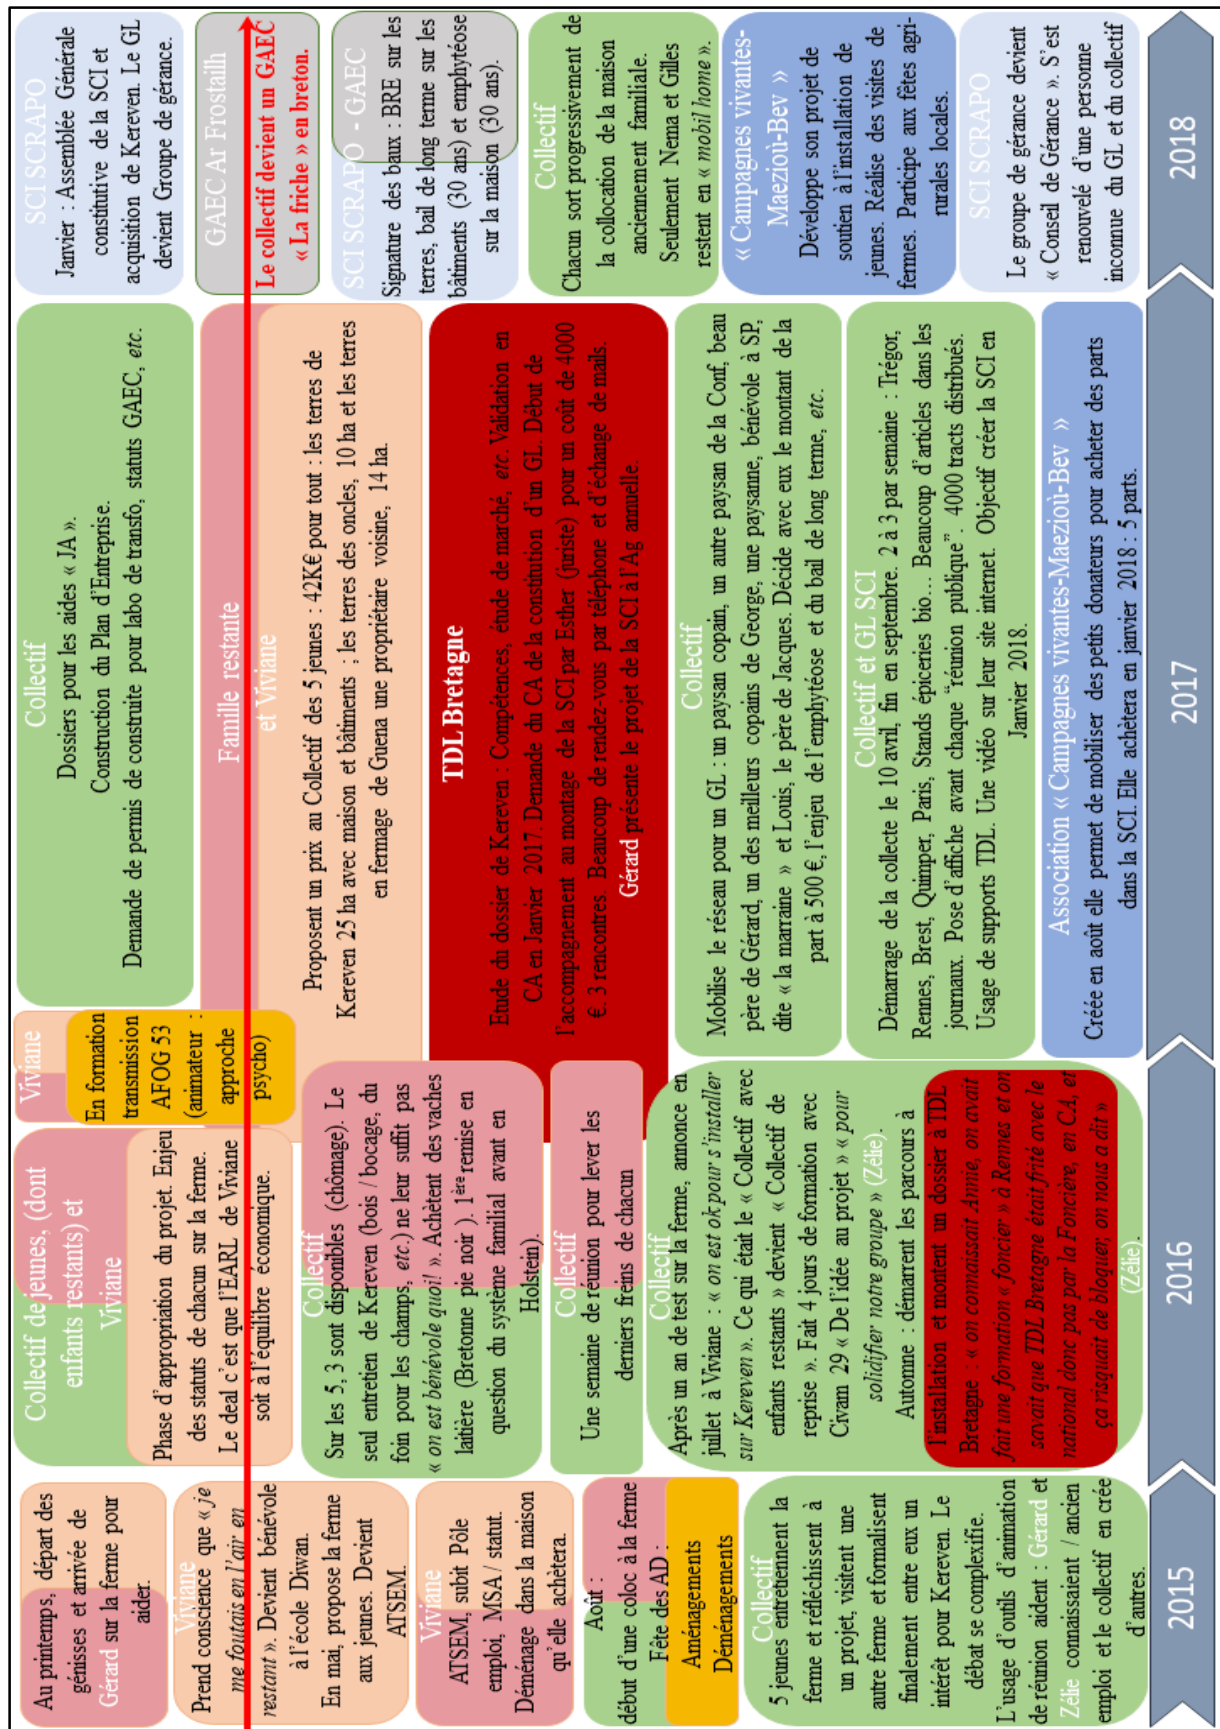 Au printemps, départ des
génisses et arrivée de
Gérard sur la ferme pour
aider.
Viviane
Prend conscience que « je
me foutais en l'air en
restant ». Devient bénévole
à l'école Diwan.
En mai, propose la ferme
aux jeunes. Devient
ATSEM.
Viviane
ATSEM, subit Pôle
emploi, MSA / statut.
Déménage dans la maison
qu'elle achètera.
Août :
début d'une coloc à la ferme
Fête des AD :
Aménagements
Déménagements
Collectif
5 jeunes entretiennent la
ferme et réfléchissent à
un projet, visitent une
autre ferme et formalisent
finalement entre eux un
intérêt pour Kereven. Le
débat se complexifie.
L'usage d'outils d'animation
de réunion aident : Gérard et
Zélie connaissaient / ancien
emploi et le collectif en crée
d'autres.
2015
Collectif de jeunes, (dont
enfants restants) et
Viviane
Phase d'appropriation du projet. Enjeu
des statuts de chacun sur la ferme.
Le deal c'est que l'EARL de Viviane
soit à l'équilibre économique.
Viviane
En formation
transmission
AFOG 53
(animateur :
approche
psycho)
Collectif
Sur les 5, 3 sont disponibles (chômage). Le
seul entretien de Kereven (bois / bocage, du
foin pour les champs, etc.) ne leur suffit pas
« on est bénévole quoi! ». Achètent des vaches
laitière (Bretonne pie noir ). 1ère remise en
question du système familial avant en
Holstein).
Collectif
Une semaine de réunion pour lever les
derniers freins de chacun
Collectif
Après un an de test sur la ferme, annonce en
juillet à Viviane : « on est ok pour s'installer
sur Kereven ». Ce qui était le « Collectif avec
enfants restants » devient « Collectif de
reprise ». Fait 4 jours de formation avec
Civam 29 « De l'idée au projet » « pour
solidifier notre groupe » (Zélie).
Automne : démarrent les parcours à
l'installation et montent un dossier à TDL
Bretagne : « on connaissait Annie, on avait
fait une formation « foncier » à Rennes et on
savait que TDL Bretagne était frité avec le
national donc pas par la Foncière, en CA, et
ça risquait de bloquer, on nous a dit »
(Zélie).
2016
Collectif
Dossiers pour les aides « JA ».
Construction du Plan d'Entreprise.
Demande de permis de construite pour labo de transfo, statuts GAEC, etc.
Famille restante
et Viviane
Proposent un prix au Collectif des 5 jeunes : 42K€ pour tout : les terres de
Kereven 25 ha avec maison et bâtiments ; les terres des oncles, 10 ha et les terres
en fermage de Guena une propriétaire voisine, 14 ha.
TDL Bretagne
Etude du dossier de Kereven : Compétences, étude de marché, etc. Validation en
CA en Janvier 2017. Demande du CA de la constitution d'un GL. Début de
l'accompagnement au montage de la SCI par Esther (juriste) pour un coût de 4000
€. 3 rencontres. Beaucoup de rendez-vous par téléphone et d'échange de mails.
Gérard présente le projet de la SCI à l'Ag annuelle.
Collectif
Mobilise le réseau pour un GL : un paysan copain, un autre paysan de la Conf, beau
père de Gérard, un des meilleurs copains de George, une paysanne, bénévole à SP,
dite « la marraine » et Louis, le père de Jacques. Décide avec eux le montant de la
part à 500 €, l'enjeu de l'emphytéose et du bail de long terme, etc.
Collectif et GL SCI
Démarrage de la collecte le 10 avril, fin en septembre. 2 à 3 par semaine : Trégor,
Rennes, Brest, Quimper, Paris, Stands épiceries bio… Beaucoup d'articles dans les
journaux. Pose d'affiche avant chaque “réunion publique”. 4000 tracts distribués.
Usage de supports TDL. Une vidéo sur leur site internet. Objectif créer la SCI en
Janvier 2018.
Association « Campagnes vivantes-Maezioù-Bev »
Créée en août elle permet de mobiliser des petits donateurs pour acheter des parts
dans la SCI. Elle achètera en janvier 2018 : 5 parts.
2017
SCI SCRAPO
Janvier : Assemblée Générale
constitutive de la SCI et
acquisition de Kereven. Le GL
devient Groupe de gérance.
GAEC Ar Frostailh
Le collectif devient un GAEC
« La friche » en breton.
SCI SCRAPO - GAEC
Signature des baux : BRE sur les
terres, bail de long terme sur les
bâtiments (30 ans) et emphytéose
sur la maison (30 ans).
Collectif
Chacun sort progressivement de
la collocation de la maison
anciennement familiale.
Seulement Nema et Gilles
restent en « mobil home ».
« Campagnes vivantes-
Maezioù-Bev »
Développe son projet de
soutien à l'installation de
jeunes. Réalise des visites de
fermes. Participe aux fêtes agri-
rurales locales.
SCI SCRAPO
Le groupe de gérance devient
« Conseil de Gérance ». S'est
renouvelé d'une personne
inconnue du GL et du collectif
2018